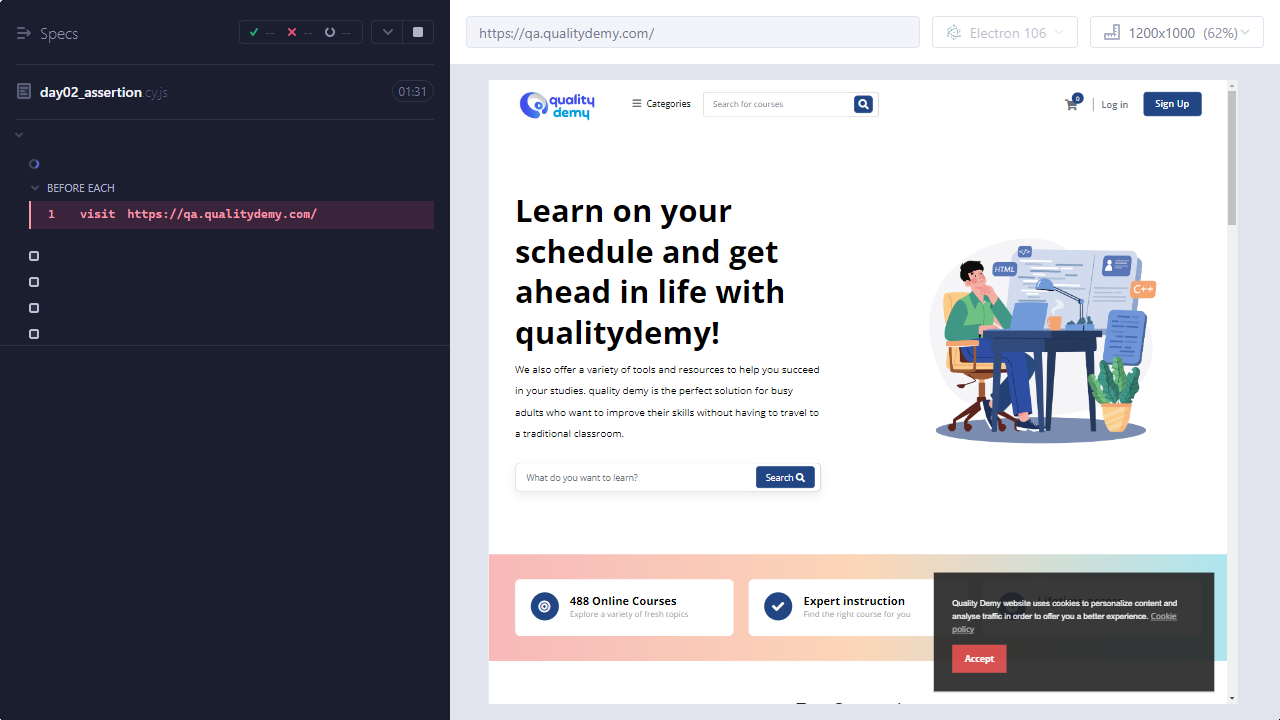 Specs
--
--
--
https://qa.qualitydemy.com/
Electron 106
1200x1000 (62%)
day02_assertion.cy.js
01:31
BEFORE EACH
1 visit https://qa.qualitydemy.com/
quality
demy
Categories
Search for courses
0
Log in
Sign Up
Learn on your
schedule and get
ahead in life with
qualitydemy!
We also offer a variety of tools and resources to help you succeed
in your studies. quality demy is the perfect solution for busy
adults who want to improve their skills without having to travel to
a traditional classroom.
</>
HTML
C++
What do you want to learn?
Search
488 Online Courses
Explore a variety of fresh topics
Expert instruction
Find the right course for you
Quality Demy website uses cookies to personalize content and
analyse traffic in order to offer you a better experience. Cookie
policy
Accept